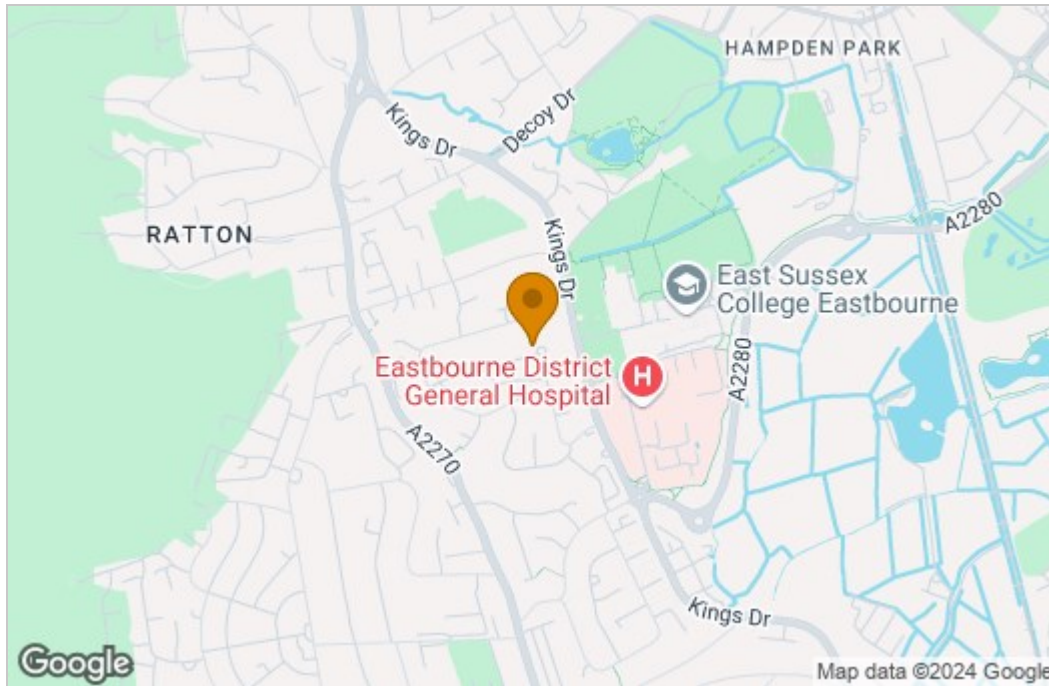 HAMPDEN PARK
Kings Dr
Decoy Dr
RATTON
Kings Dr
A2280
East Sussex
College Eastbourne
Eastbourne District
General Hospital
H
A2280
A2270
Kings Dr
Google
Map data ©2024 Google